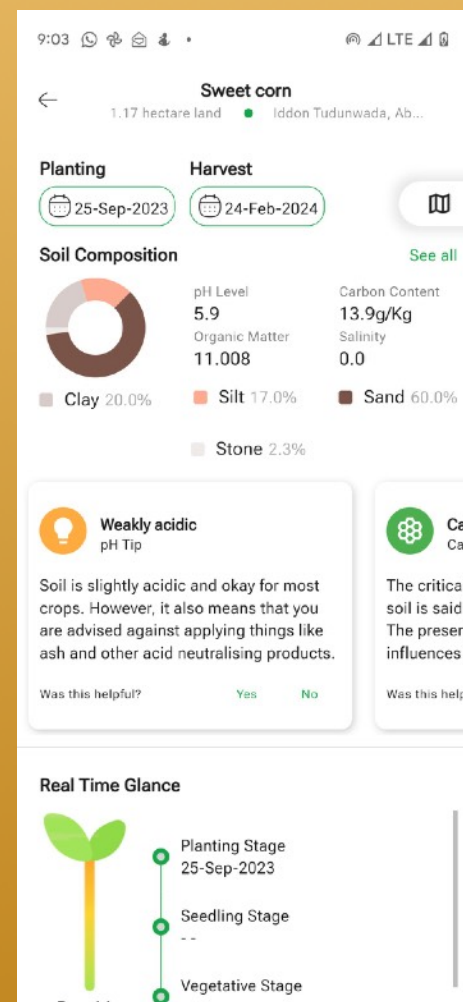 9:03
LTE
Sweet corn
1.17 hectare land Iddon Tudunwada, Ab...
Planting Harvest
25-Sep-2023 24-Feb-2024
Soil Composition See all
pH Level Carbon Content
5.9 13.9g/Kg
Organic Matter Salinity
11.008 0.0
Clay 20.0% Silt 17.0% Sand 60.0%
Stone 2.3%
Weakly acidic
pH Tip
Soil is slightly acidic and okay for most
crops. However, it also means that you
are advised against applying things like
ash and other acid neutralising products.
Was this helpful? Yes No
Ca
Ca
The critica
soil is said
The preser
influences
Was this help
Real Time Glance
Planting Stage
25-Sep-2023
Seedling Stage
- -
Vegetative Stage